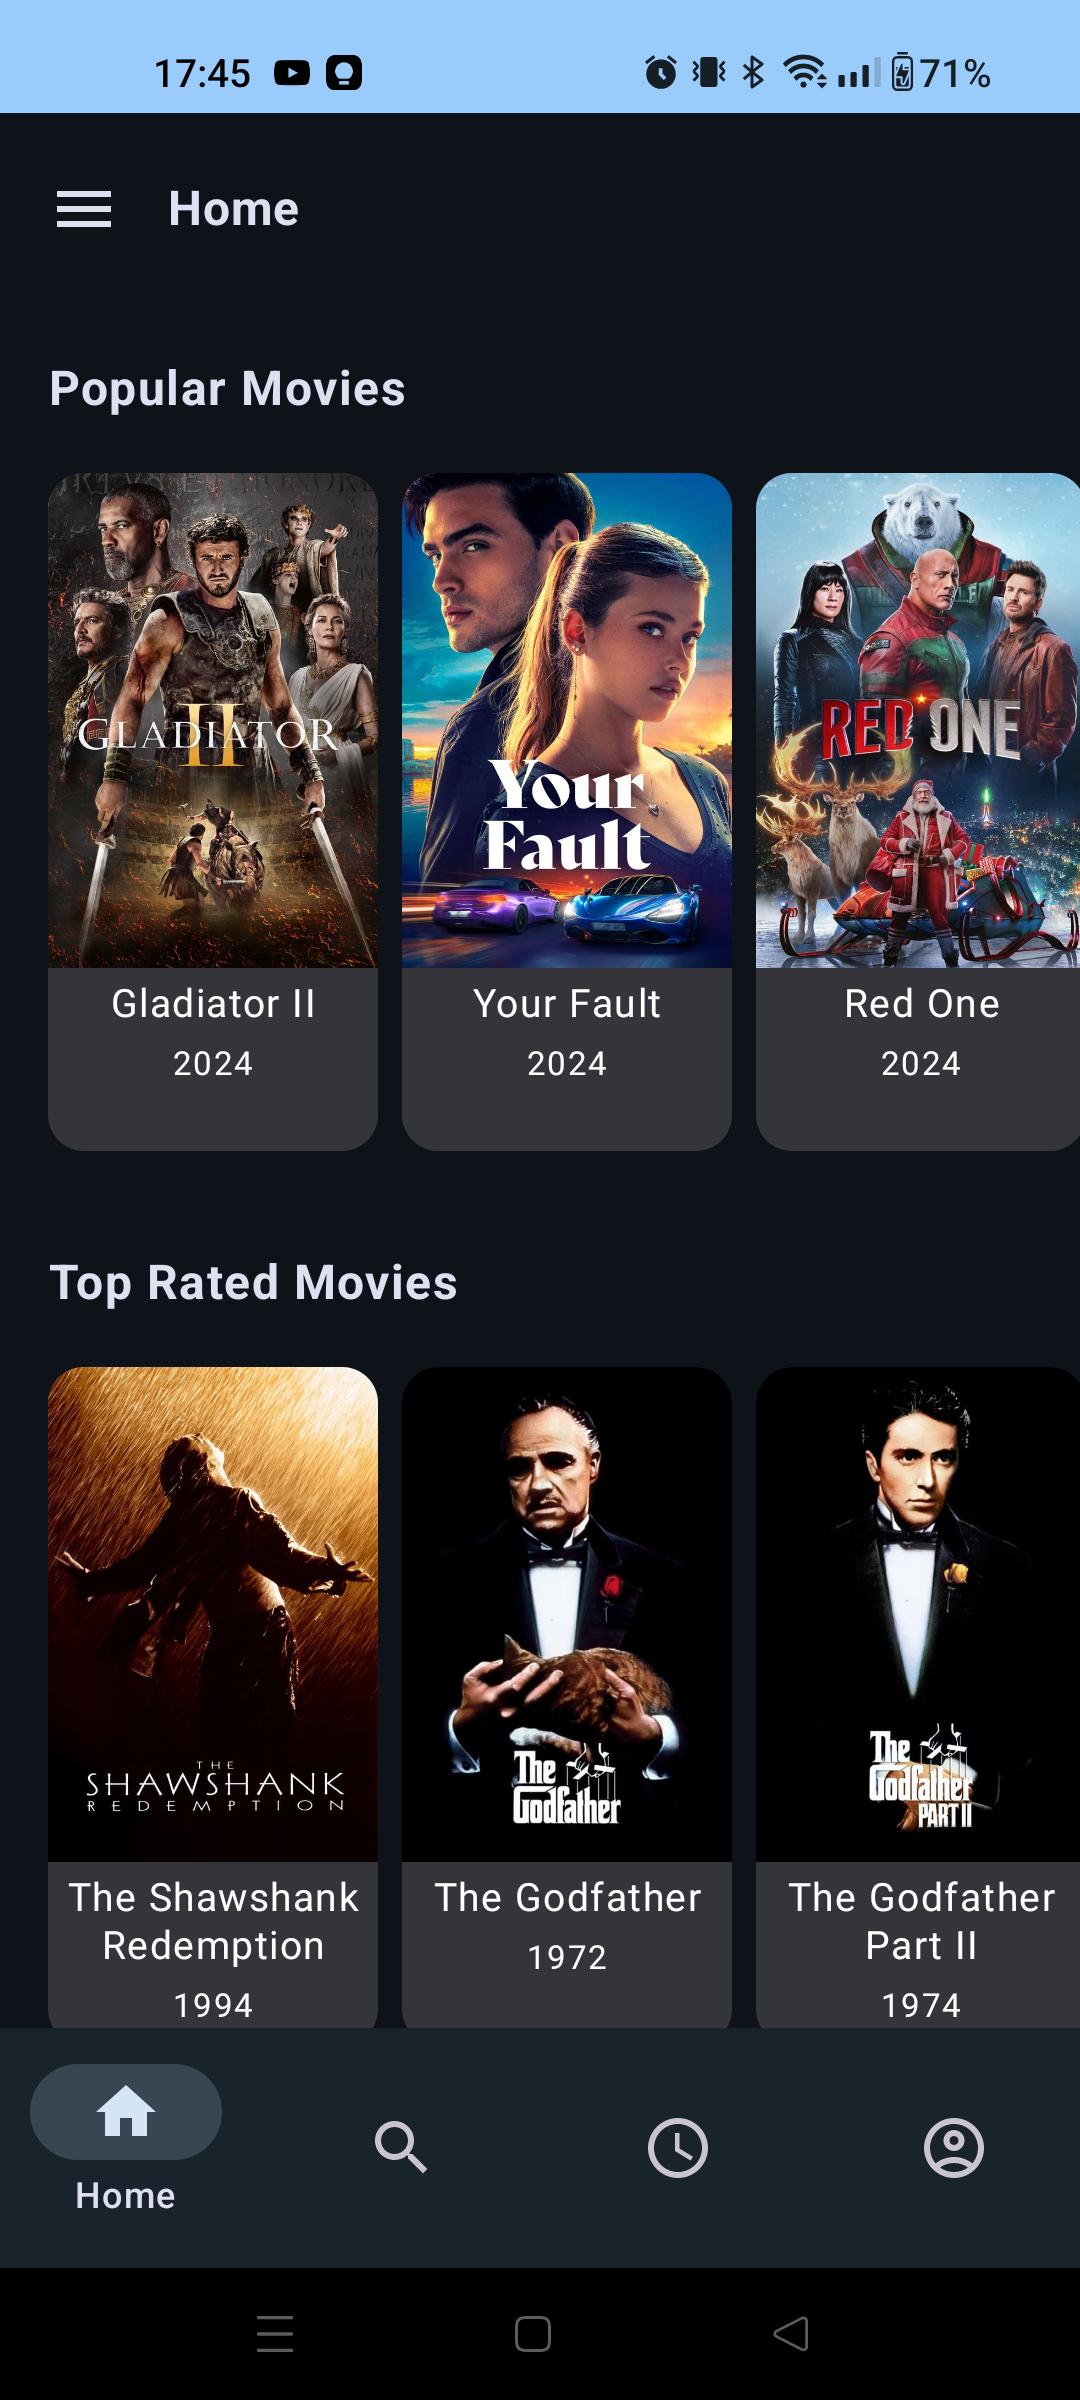 17:45
71%
Home
Popular Movies
GLADIATOR
II
Your
Fault
RED ONE
Gladiator II
2024
Your Fault
2024
Red One
2024
Top Rated Movies
THE
SHAWSHANK
REDEMPTION
The
Godfather
The
Godfather
PART II
The Shawshank
Redemption
1994
The Godfather
1972
The Godfather
Part II
1974
Home